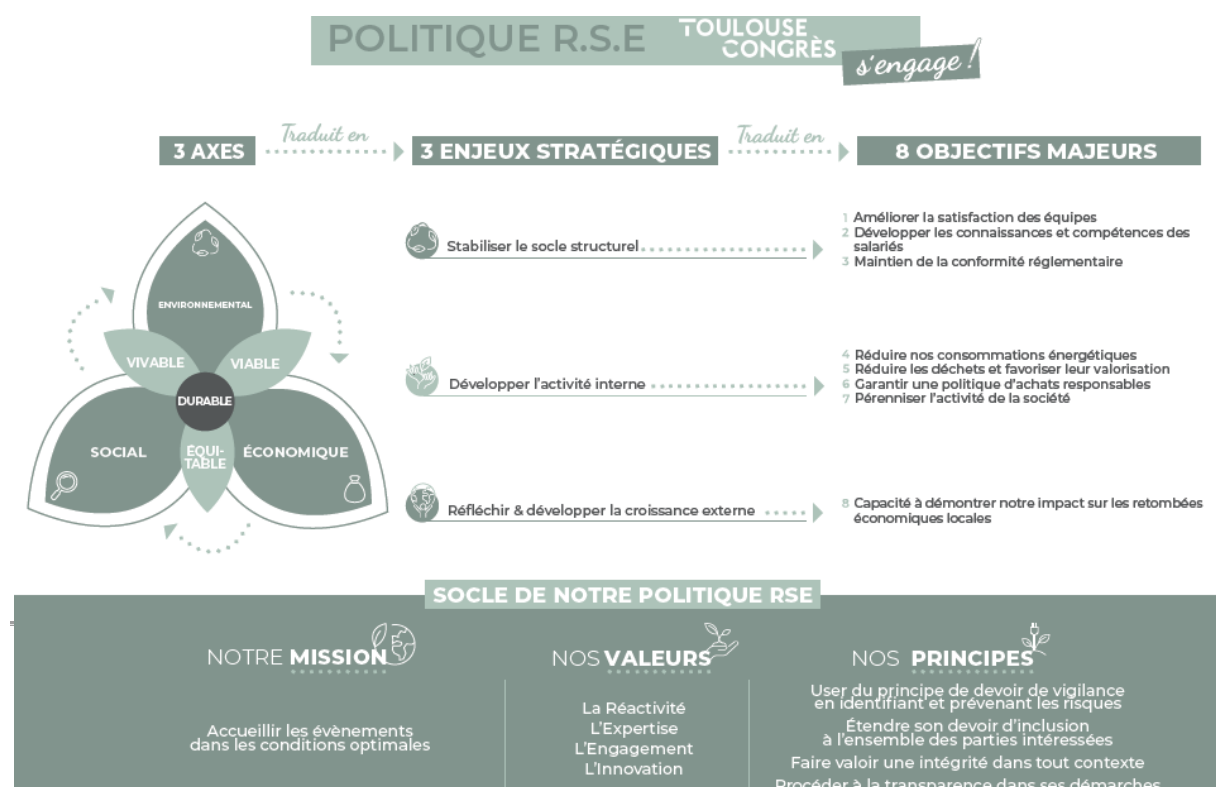 POLITIQUE R.S.E
TOULOUSE
CONGRÈS
s'engage !
3 AXES
Traduit en
3 ENJEUX STRATÉGIQUES
Traduit en
8 OBJECTIFS MAJEURS
ENVIRONNEMENTAL
VIVABLE
VIABLE
DURABLE
SOCIAL
ÉQUI-
TABLE
ÉCONOMIQUE
Stabiliser le socle structurel
1 Améliorer la satisfaction des équipes
2 Développer les connaissances et compétences des
salariés
3 Maintien de la conformité réglementaire
Développer l'activité interne
4 Réduire nos consommations énergétiques
5 Réduire les déchets et favoriser leur valorisation
6 Garantir une politique d'achats responsables
7 Pérenniser l'activité de la société
Réfléchir & développer la croissance externe
8 Capacité à démontrer notre impact sur les retombées
économiques locales
SOCLE DE NOTRE POLITIQUE RSE
NOTRE MISSION
Accueillir les évènements
dans les conditions optimales
NOS VALEURS
La Réactivité
L'Expertise
L'Engagement
L'Innovation
NOS PRINCIPES
User du principe de devoir de vigilance
en identifiant et prévenant les risques
Étendre son devoir d'inclusion
à l'ensemble des parties intéressées
Faire valoir une intégrité dans tout contexte
Procéder à la transparence dans ses démarches